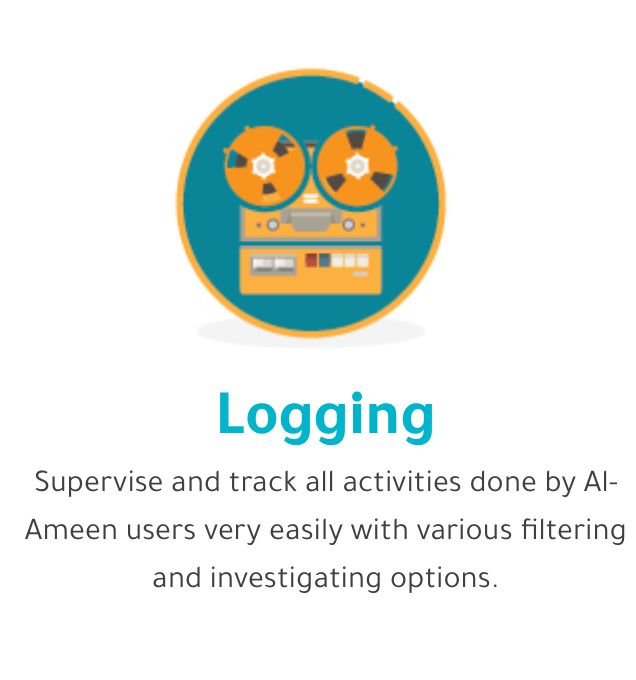 Logging
Supervise and track all activities done by Al-
Ameen users very easily with various filtering
and investigating options.